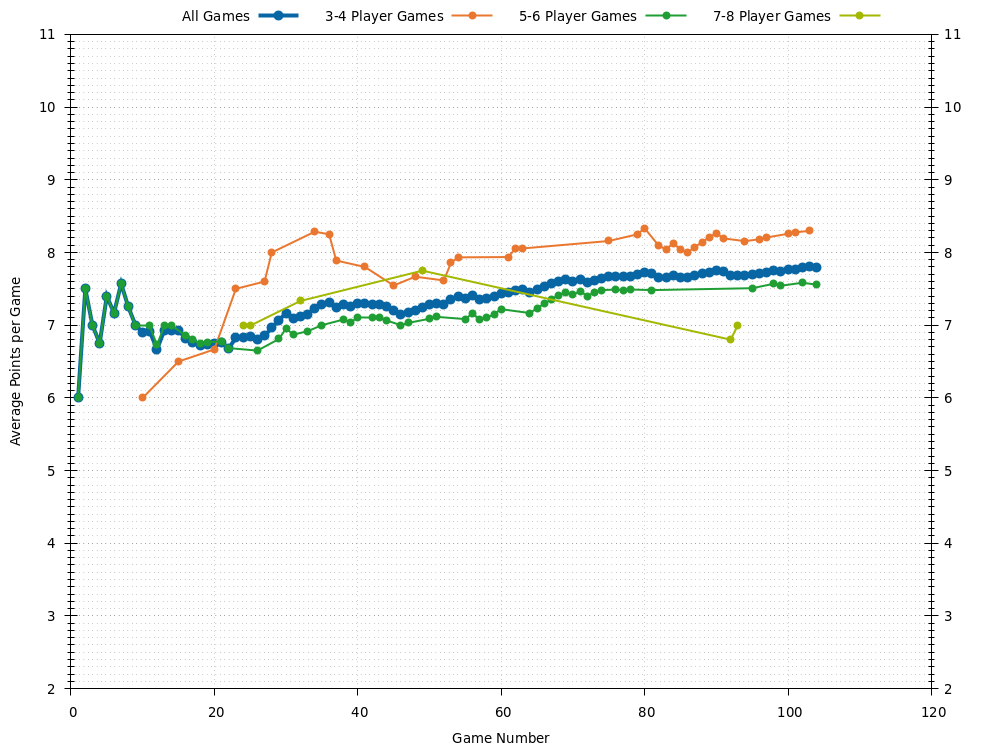 All Games 3-4 Player Games 5-6 Player Games 7-8 Player Games
11 11
10 10
9 9
8 8
7 7
6 6
5 5
4 4
3 3
2 2
Average Points per Game
0 20 40 60 80 100 120
Game Number